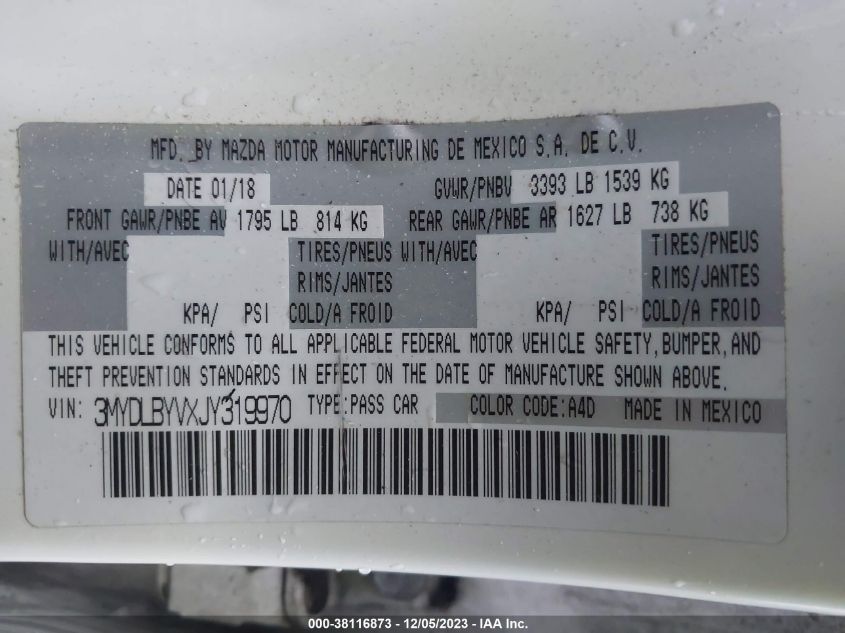 MFD. BY MAZDA MOTOR MANUFACTURING DE MEXICO S.A. DE C.V.
DATE 01/18 GVWR/PNBV 3393 LB 1539 KG
FRONT GAWR/PNBE AV 1795 LB 814 KG REAR GAWR/PNBE AR 1627 LB 738 KG
WITH/AVEC TIRES/PNEUS WITH/AVEC TIRES/PNEUS
RIMS/JANTES RIMS/JANTES
KPA/ PSI COLD/A FROID KPA/ PSI COLD/A FROID
THIS VEHICLE CONFORMS TO ALL APPLICABLE FEDERAL MOTOR VEHICLE SAFETY, BUMPER, AND
THEFT PREVENTION STANDARDS IN EFFECT ON THE DATE OF MANUFACTURE SHOWN ABOVE.
VIN: 3MYDLBYVXJY319970 TYPE:PASS CAR COLOR CODE:A4D MADE IN MEXICO
000-38116873 - 12/05/2023 - IAA Inc.